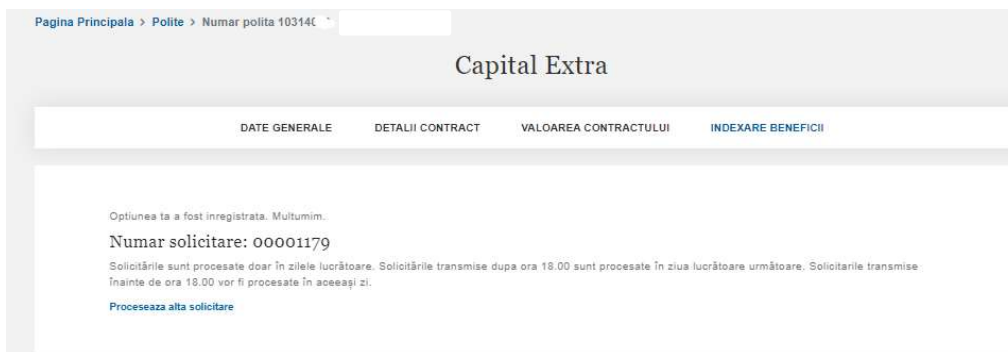 Pagina Principala > Polite > Numar polita 10314
Capital Extra
DATE GENERALE DETALII CONTRACT VALOAREA CONTRACTULUI INDEXARE BENEFICII
Optiunea ta a fost inregistrata. Multumim.
Numar solicitare: 00001179
Solicitările sunt procesate doar în zilele lucrătoare. Solicitările transmise dupa ora 18.00 sunt procesate în ziua lucrătoare următoare. Solicitarile transmise
înainte de ora 18.00 vor fi procesate în aceeași zi.
Proceseaza alta solicitare